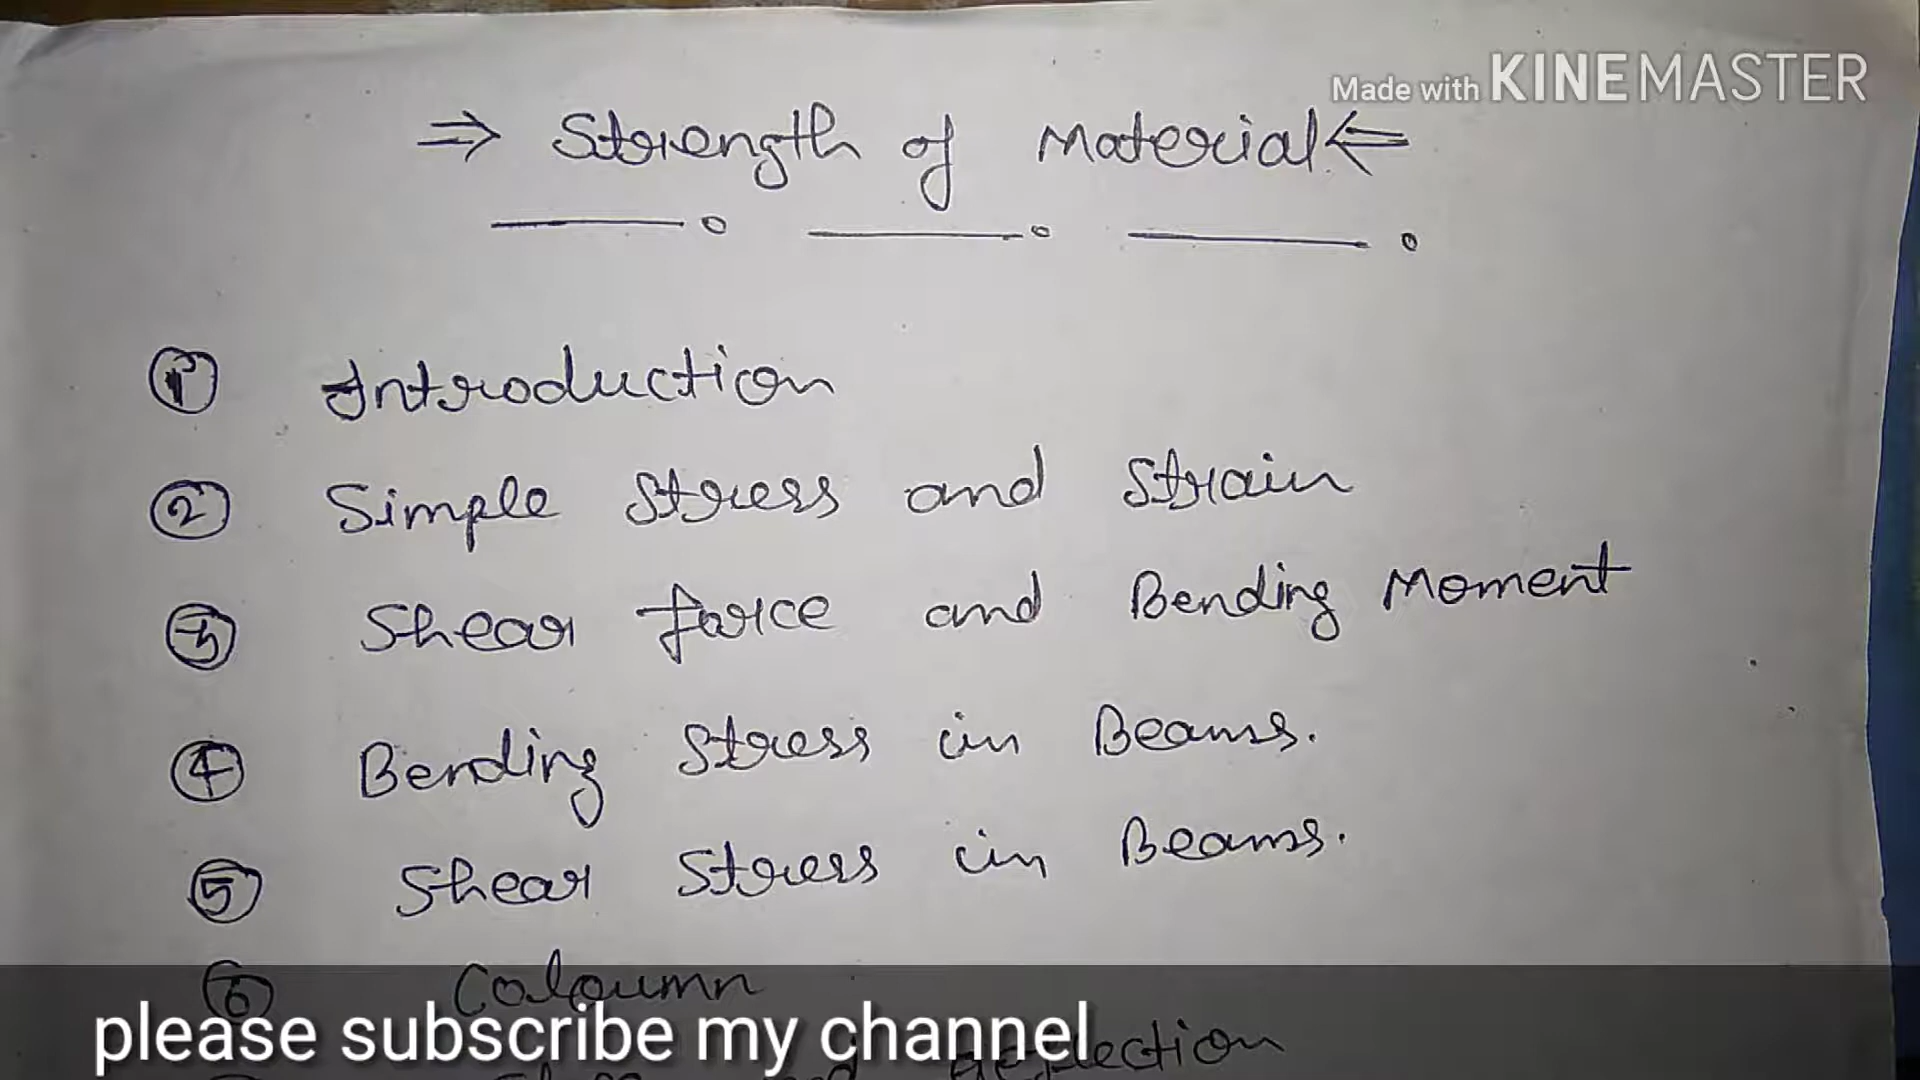 Made with KINEMASTER
⇒ Strength of Material ⇐
① Introduction
② Simple Stress and Strain
③ Shear force and Bending Moment
④ Bending Stress in Beams.
⑤ Shear Stress in Beams.
⑥ Coloumn
please subscribe my channel
Deflection